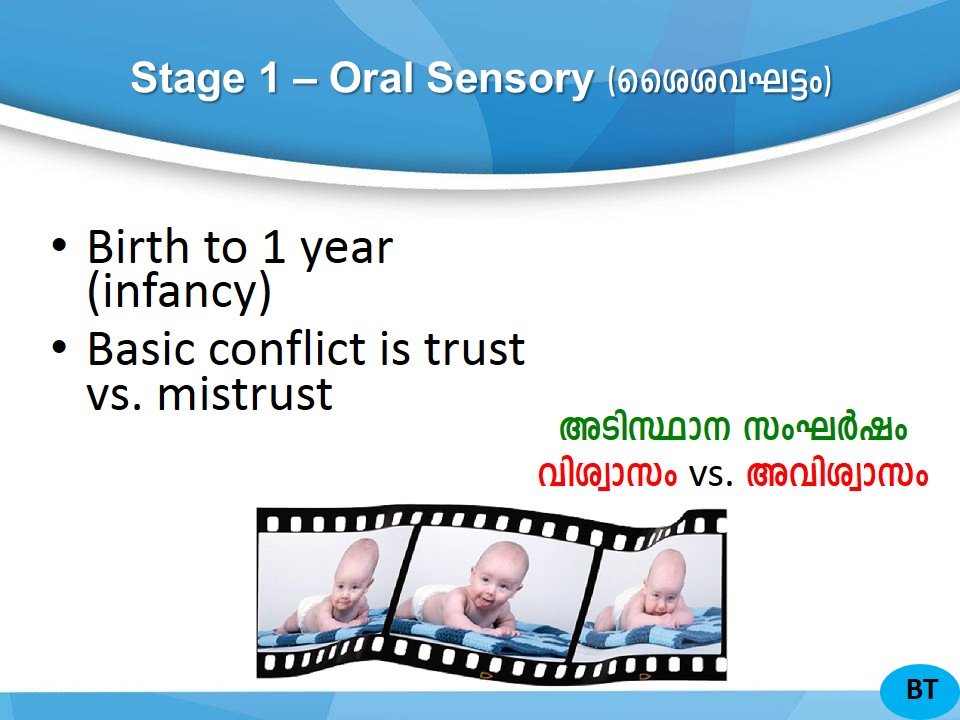 Stage 1 – Oral Sensory (ശൈശവഘട്ടം)
• Birth to 1 year
(infancy)
• Basic conflict is trust
vs. mistrust
അടിസ്ഥാന സംഘർഷം
വിശ്വാസം vs. അവിശ്വാസം
BT